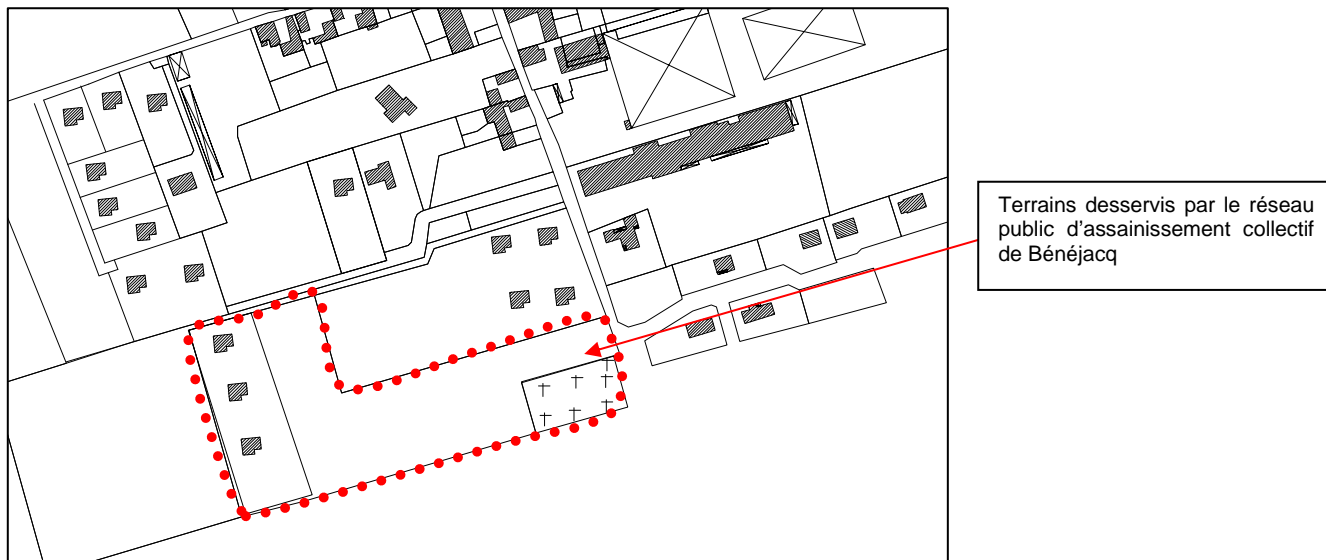 Terrains desservis par le réseau
public d'assainissement collectif
de Bénéjacq